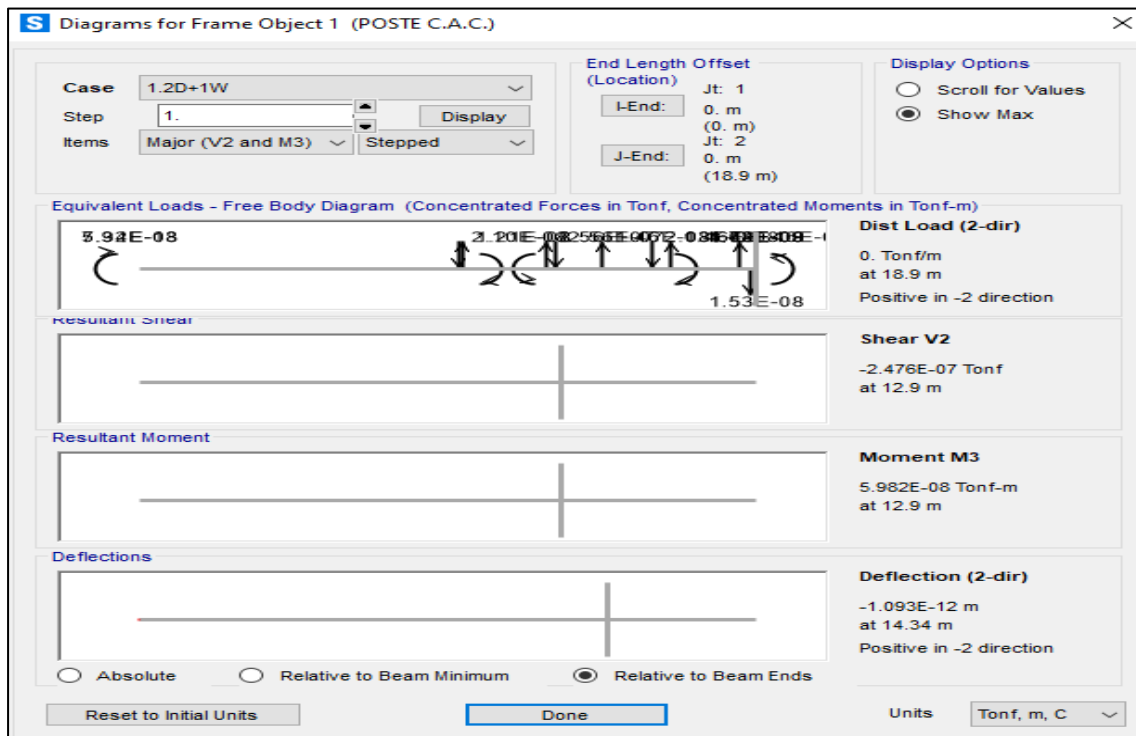 S Diagrams for Frame Object 1 (POSTE C.A.C.)
Case 1.2D+1W
Step 1. Display
Items Major (V2 and M3) Stepped
End Length Offset
(Location)
Jt: 1
I-End: 0. m
(0. m)
Jt: 2
J-End: 0. m
(18.9 m)
Display Options
Scroll for Values
Show Max
Equivalent Loads - Free Body Diagram (Concentrated Forces in Tonf, Concentrated Moments in Tonf-m)
1.53E-08
Dist Load (2-dir)
0. Tonf/m
at 18.9 m
Positive in -2 direction
Resultant Shear
Shear V2
-2.476E-07 Tonf
at 12.9 m
Resultant Moment
Moment M3
5.982E-08 Tonf-m
at 12.9 m
Deflections
Deflection (2-dir)
-1.093E-12 m
at 14.34 m
Positive in -2 direction
Absolute Relative to Beam Minimum Relative to Beam Ends
Reset to Initial Units Done Units Tonf, m, C